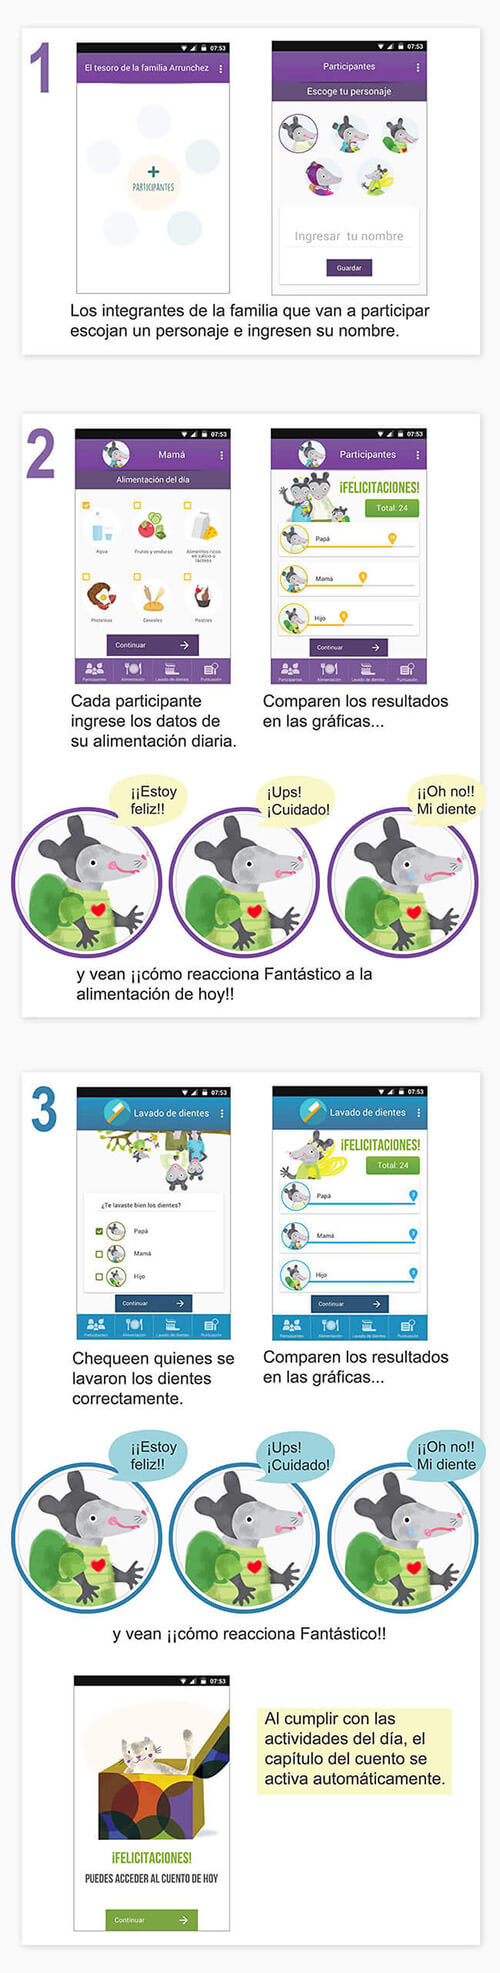 1
07:53
El tesoro de la familia Arrunchez
+
PARTICIPANTES
07:53
Participantes
Escoge tu personaje
Ingresar tu nombre
Guardar
Los integrantes de la familia que van a participar
escojan un personaje e ingresen su nombre.
2
07:53
Mamá
Alimentación del día
Agua
Frutas y verduras
Alimentos ricos
en calcio o
lácteos
Proteínas
Cereales
Postres
Continuar
Participantes
Alimentación
Lavado de dientes
Puntuación
07:53
Participantes
¡FELICITACIONES!
Total: 24
Papá
Mamá
Hijo
Continuar
Participantes
Alimentación
Lavado de dientes
Puntuación
Cada participante
ingrese los datos de
su alimentación diaria.
Comparen los resultados
en las gráficas...
¡¡Estoy
feliz!!
¡Ups!
¡Cuidado!
¡¡Oh no!!
Mi diente
y vean ¡¡cómo reacciona Fantástico a la
alimentación de hoy!!
3
07:53
Lavado de dientes
¿Te lavaste bien los dientes?
Papá
Mamá
Hijo
Continuar
Participantes
Alimentación
Lavado de dientes
Puntuación
07:53
Lavado de dientes
¡FELICITACIONES!
Total: 24
Papá
Mamá
Hijo
Continuar
Participantes
Alimentación
Lavado de dientes
Puntuación
Chequeen quienes se
lavaron los dientes
correctamente.
Comparen los resultados
en las gráficas...
¡¡Estoy
feliz!!
¡Ups!
¡Cuidado!
¡¡Oh no!!
Mi diente
y vean ¡¡cómo reacciona Fantástico!!
07:53
¡FELICITACIONES!
PUEDES ACCEDER AL CUENTO DE HOY
Continuar
Al cumplir con las
actividades del día, el
capítulo del cuento se
activa automáticamente.